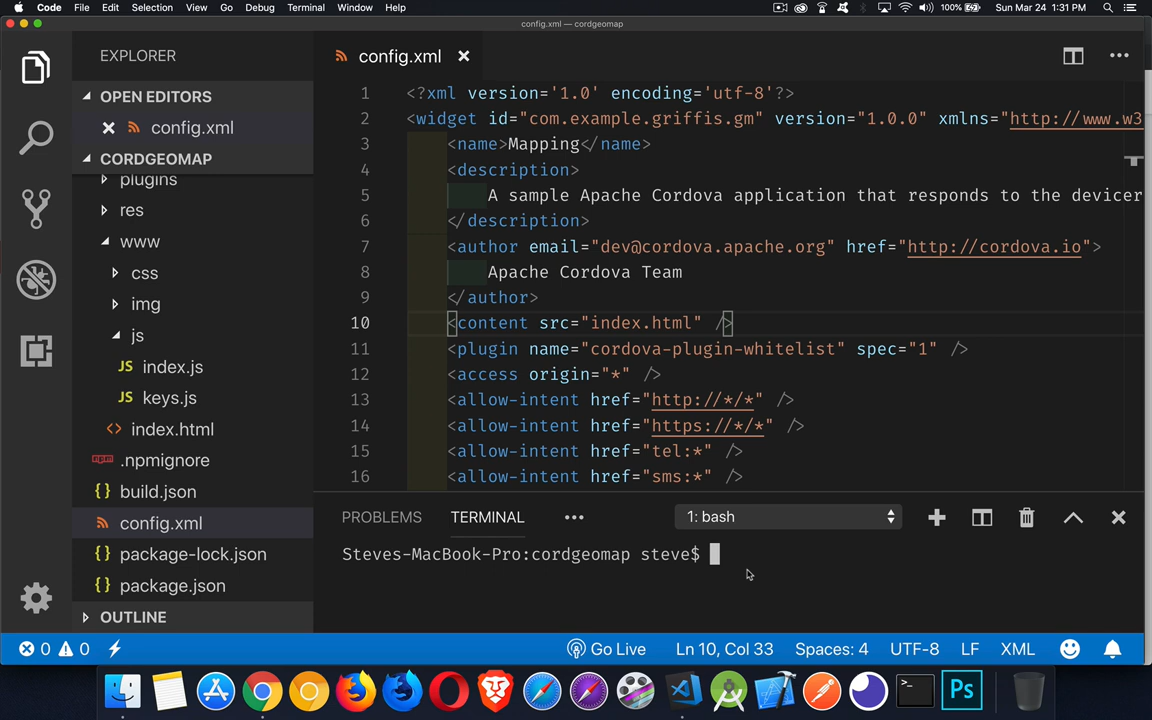 Code File Edit Selection View Go Debug Terminal Window Help 100% Sun Mar 24 1:31 PM
config.xml — cordgeomap
EXPLORER
OPEN EDITORS
config.xml
CORDGEOMAP
plugins
res
www
css
img
js
JS index.js
JS keys.js
<> index.html
npm .npmignore
{} build.json
config.xml
{} package-lock.json
{} package.json
OUTLINE
config.xml
1 <?xml version='1.0' encoding='utf-8'?>
2 <widget id="com.example.griffis.gm" version="1.0.0" xmlns="http://www.w3
3 <name>Mapping</name>
4 <description>
5 A sample Apache Cordova application that responds to the devicer
6 </description>
7 <author email="dev@cordova.apache.org" href="http://cordova.io">
8 Apache Cordova Team
9 </author>
10 <content src="index.html" />
11 <plugin name="cordova-plugin-whitelist" spec="1" />
12 <access origin="*" />
13 <allow-intent href="http://*/*" />
14 <allow-intent href="https://*/*" />
15 <allow-intent href="tel:*" />
16 <allow-intent href="sms:*" />
PROBLEMS TERMINAL ••• 1: bash
Steves-MacBook-Pro:cordgeomap steve$
0 0 Go Live Ln 10, Col 33 Spaces: 4 UTF-8 LF XML
>_ Ps